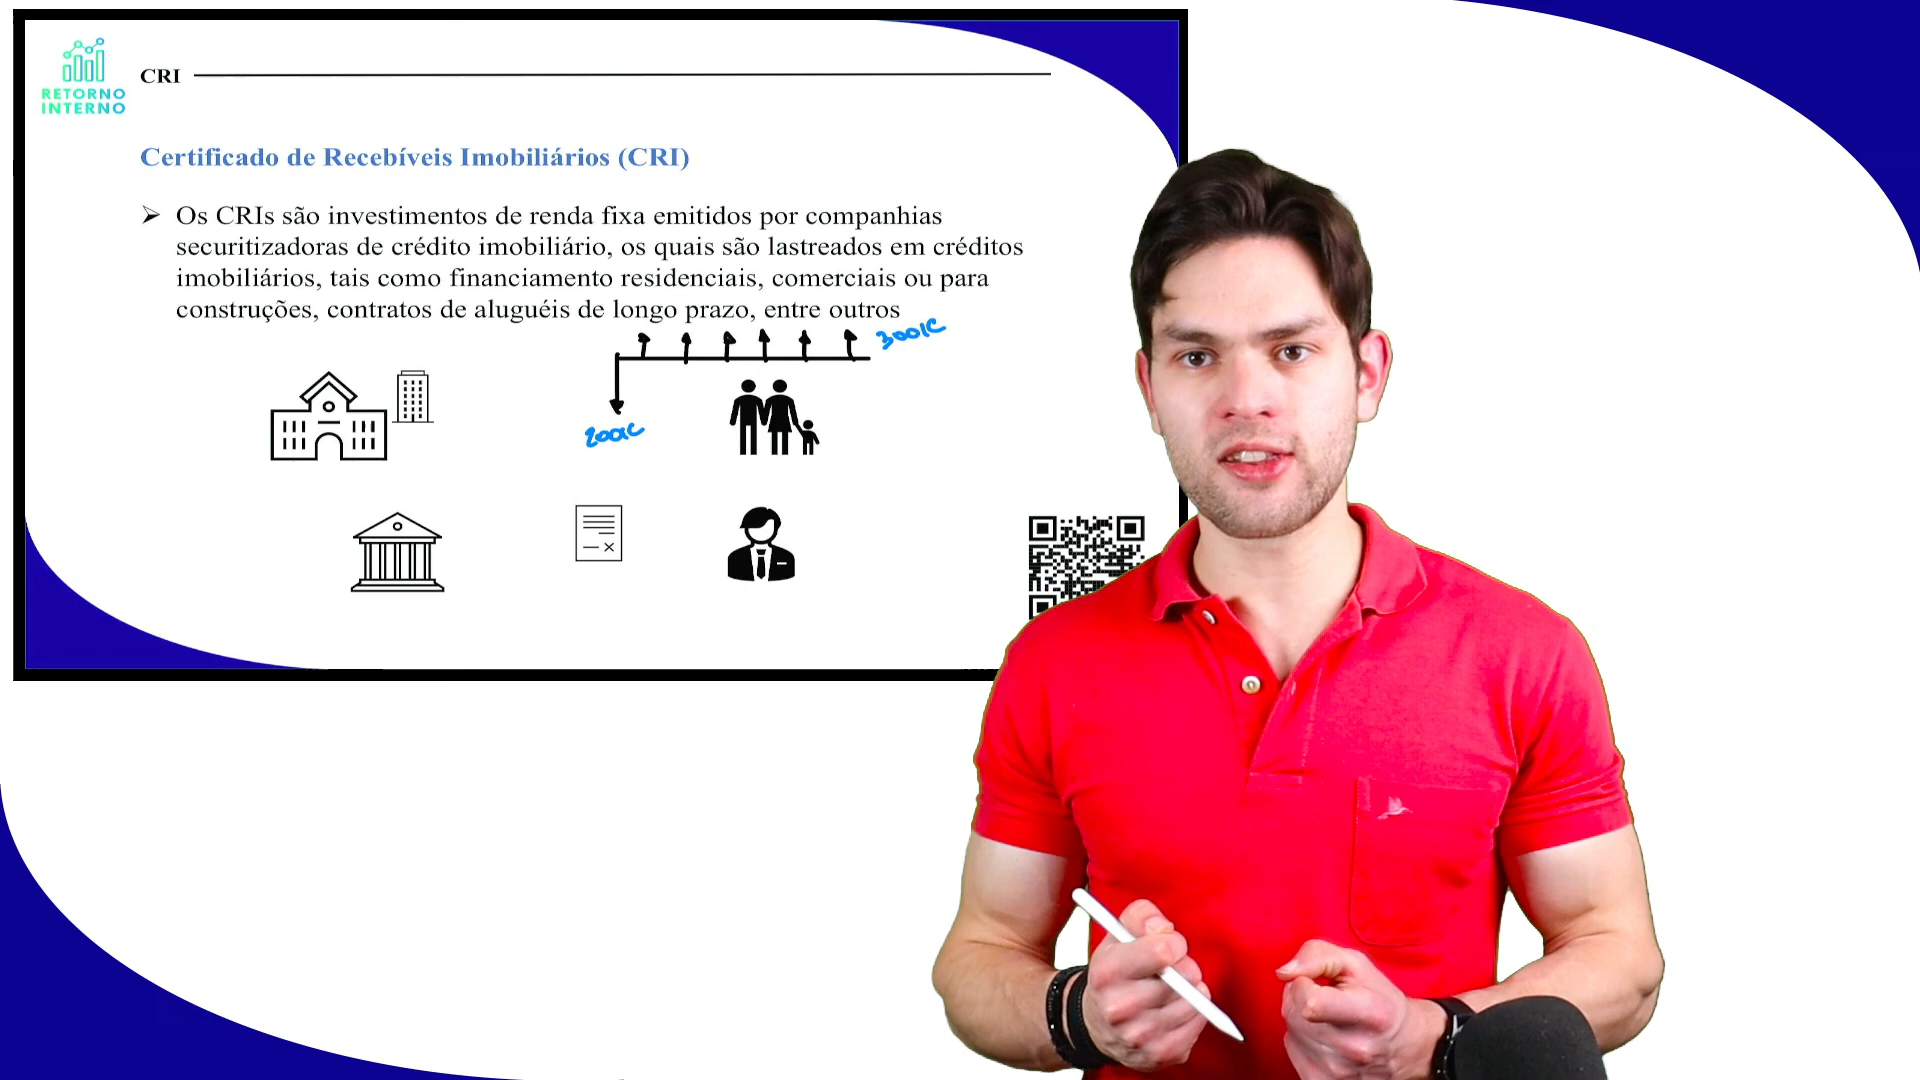 RETORNO
INTERNO
CRI
Certificado de Recebíveis Imobiliários (CRI)
➢ Os CRIs são investimentos de renda fixa emitidos por companhias
securitizadoras de crédito imobiliário, os quais são lastreados em créditos
imobiliários, tais como financiamento residenciais, comerciais ou para
construções, contratos de aluguéis de longo prazo, entre outros
300K
200K